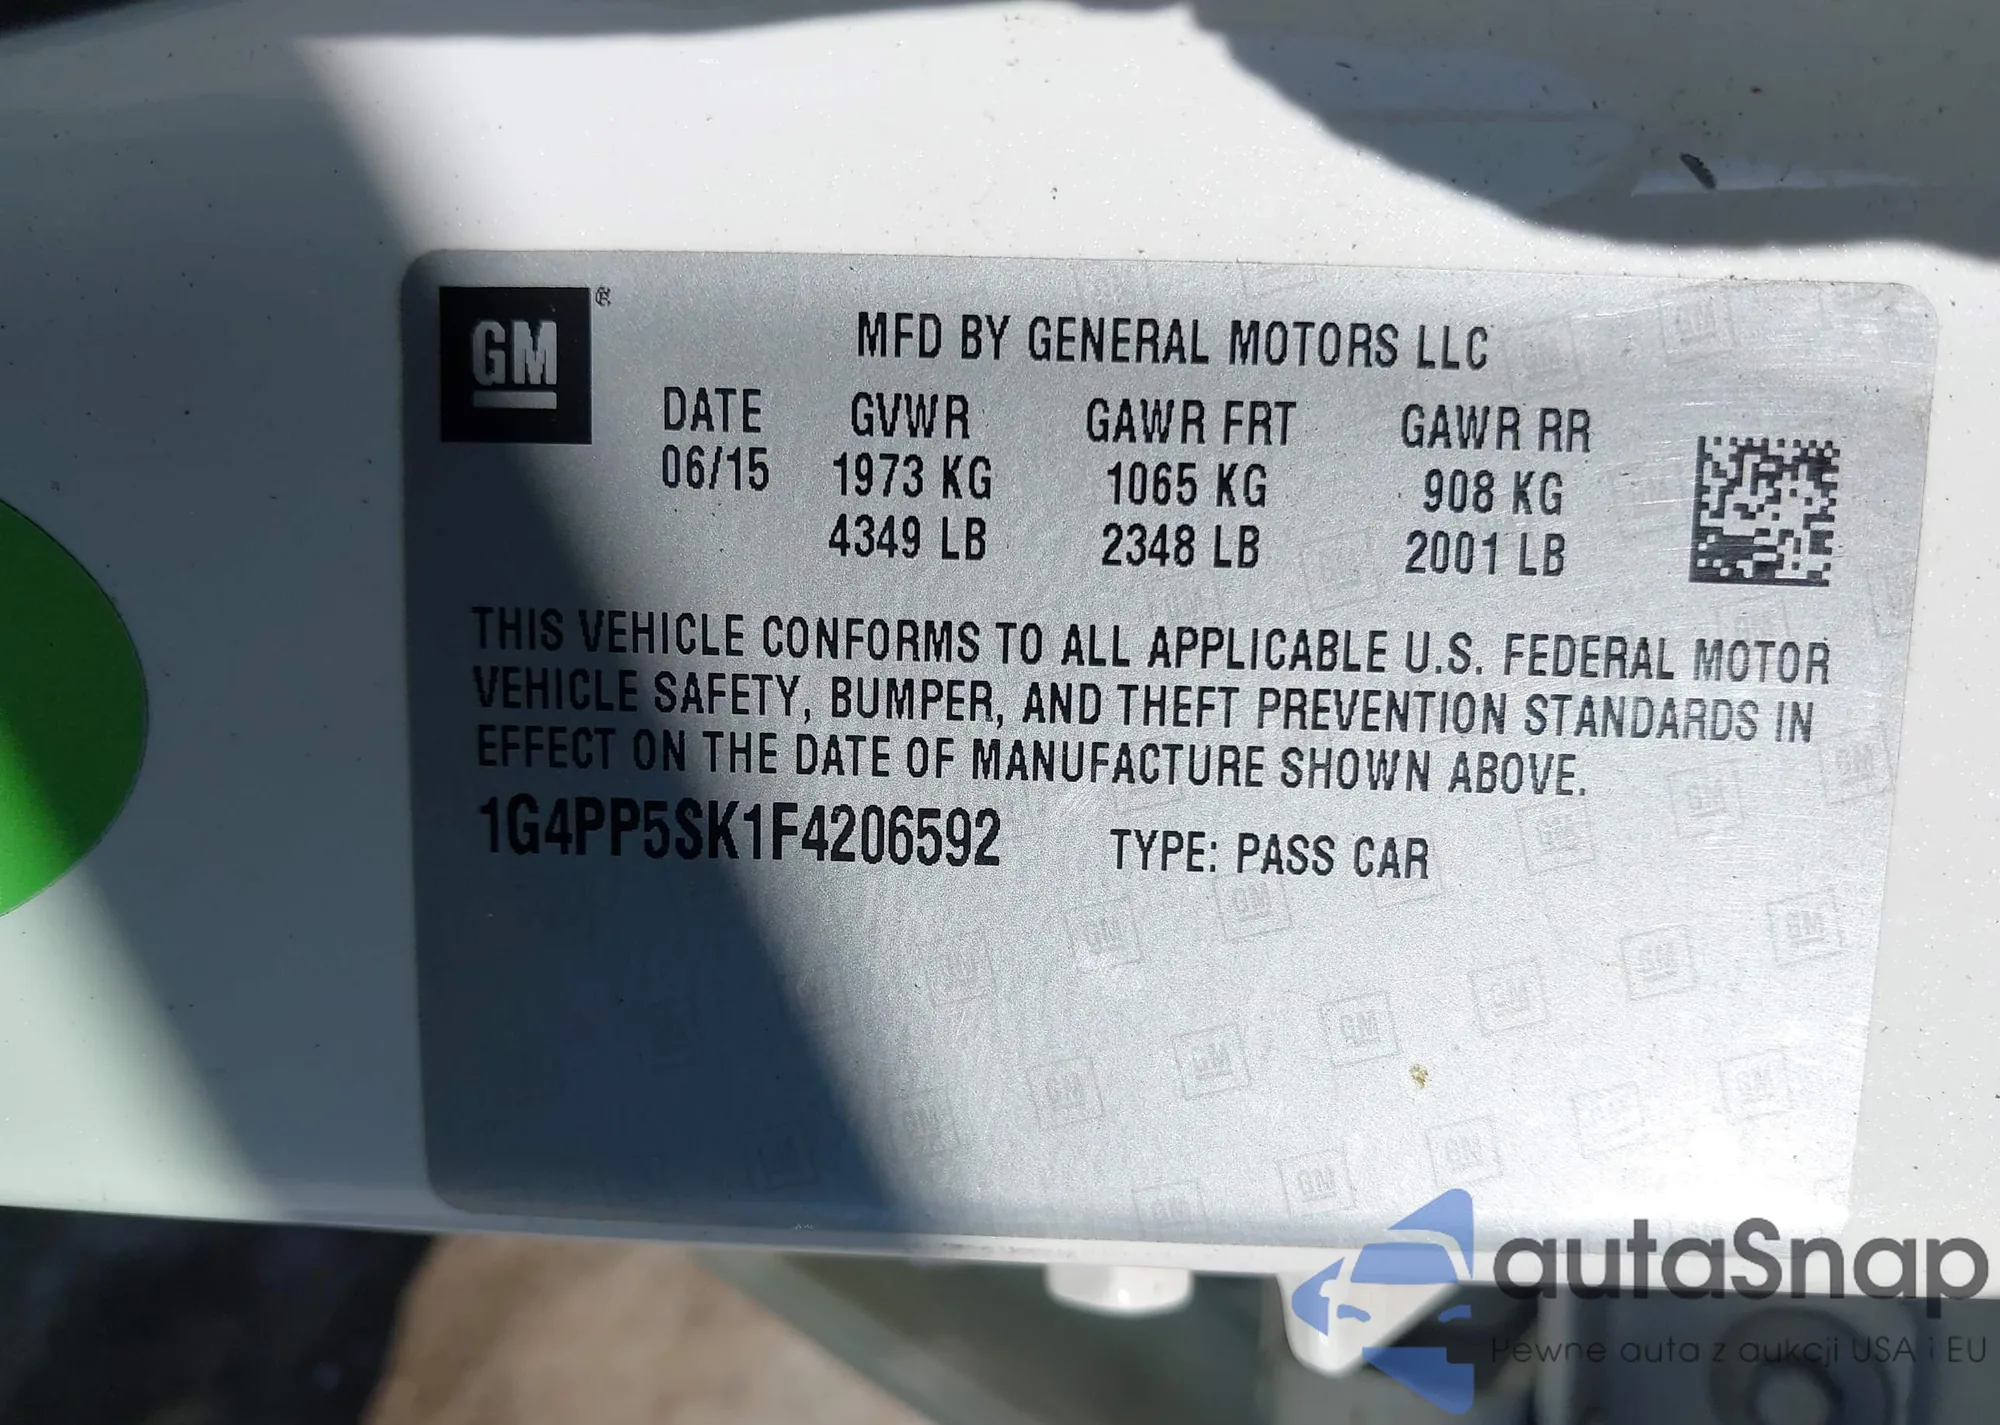 GM ®
MFD BY GENERAL MOTORS LLC
DATE GVWR GAWR FRT GAWR RR
06/15 1973 KG 1065 KG 908 KG
4349 LB 2348 LB 2001 LB
THIS VEHICLE CONFORMS TO ALL APPLICABLE U.S. FEDERAL MOTOR
VEHICLE SAFETY, BUMPER, AND THEFT PREVENTION STANDARDS IN
EFFECT ON THE DATE OF MANUFACTURE SHOWN ABOVE.
1G4PP5SK1F4206592 TYPE: PASS CAR
autaSnap
Pewne auta z aukcji USA i EU